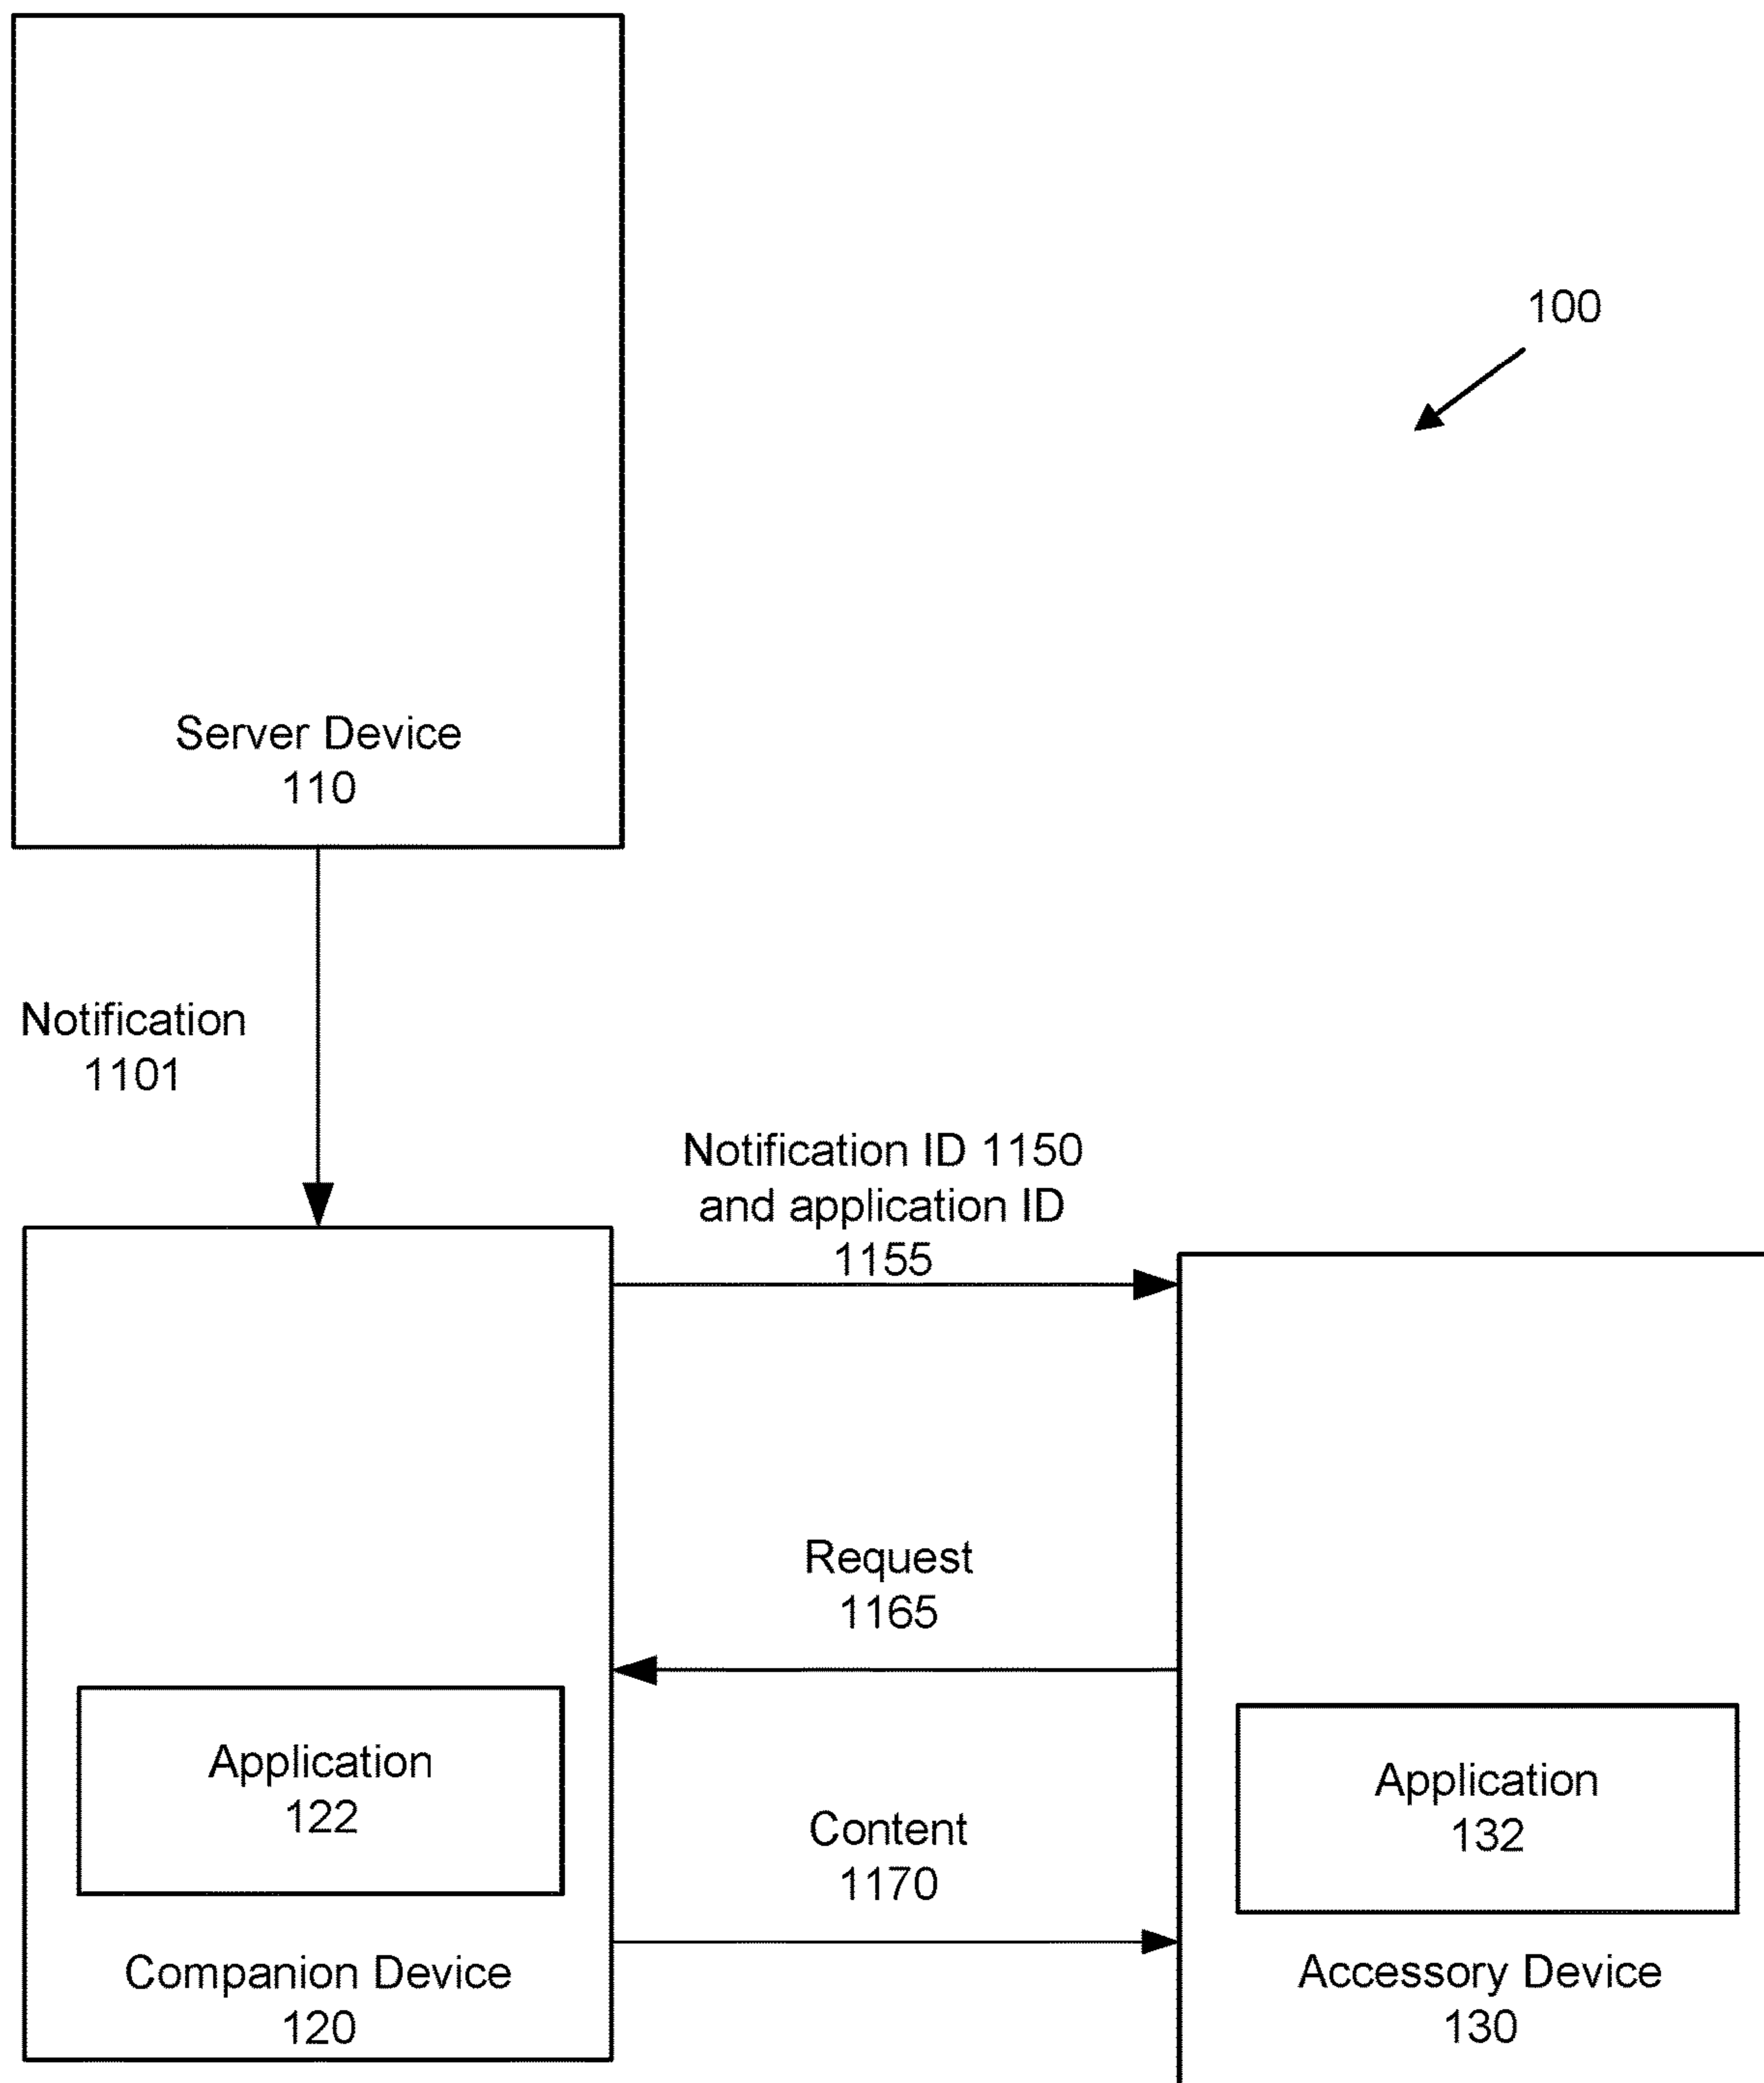 100
Server Device
110
Notification
1101
Notification ID 1150
and application ID
1155
Request
1165
Application
122
Content
1170
Application
132
Companion Device
120
Accessory Device
130